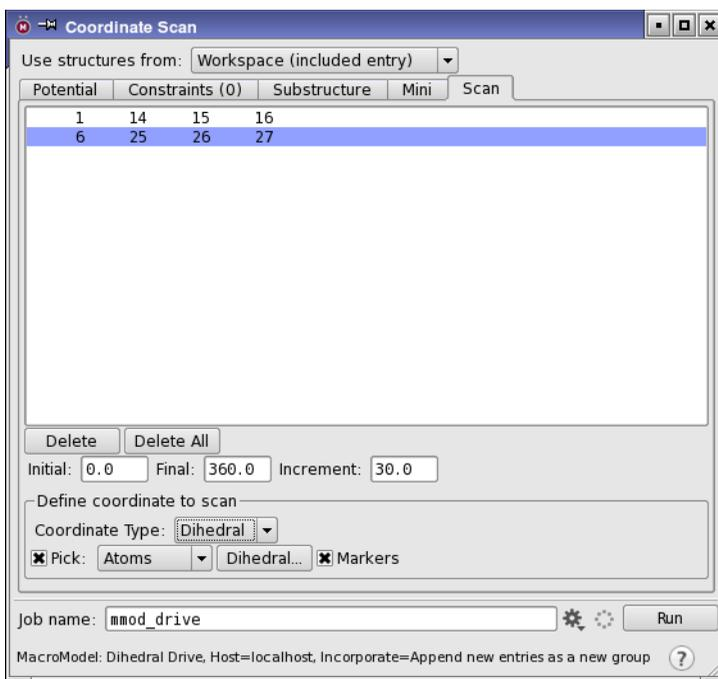 Coordinate Scan
Use structures from: Workspace (included entry)
Potential Constraints (0) Substructure Mini Scan
1 14 15 16
6 25 26 27
Delete Delete All
Initial: 0.0 Final: 360.0 Increment: 30.0
Define coordinate to scan
Coordinate Type: Dihedral
Pick: Atoms Dihedral... Markers
Job name: mmod_drive Run
MacroModel: Dihedral Drive, Host=localhost, Incorporate=Append new entries as a new group ?